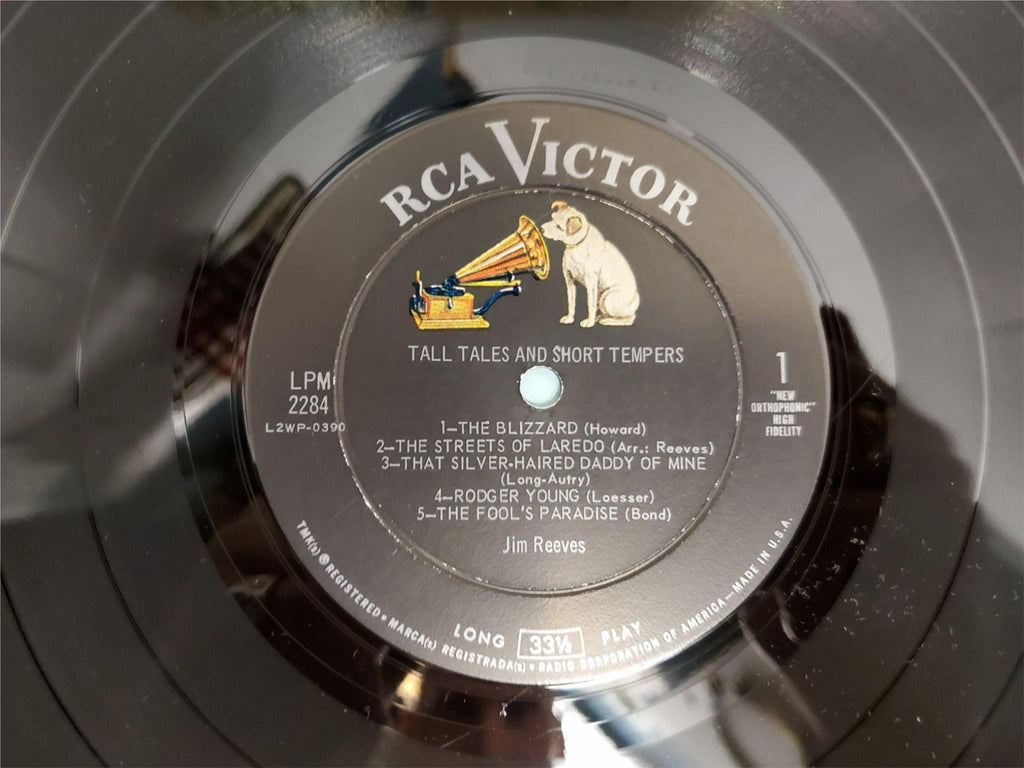 RCA VICTOR
TALL TALES AND SHORT TEMPERS
LPM
2284
L2WP-0390
1
"NEW
ORTHOPHONIC"
HIGH
FIDELITY
1—THE BLIZZARD (Howard)
2—THE STREETS OF LAREDO (Arr.: Reeves)
3—THAT SILVER-HAIRED DADDY OF MINE
(Long-Autry)
4—RODGER YOUNG (Loesser)
5—THE FOOL'S PARADISE (Bond)
Jim Reeves
LONG 33⅓ PLAY
TMK(s) ® REGISTERED • MARCA(s) REGISTRADA(s) • RADIO CORPORATION OF AMERICA—MADE IN U.S.A.